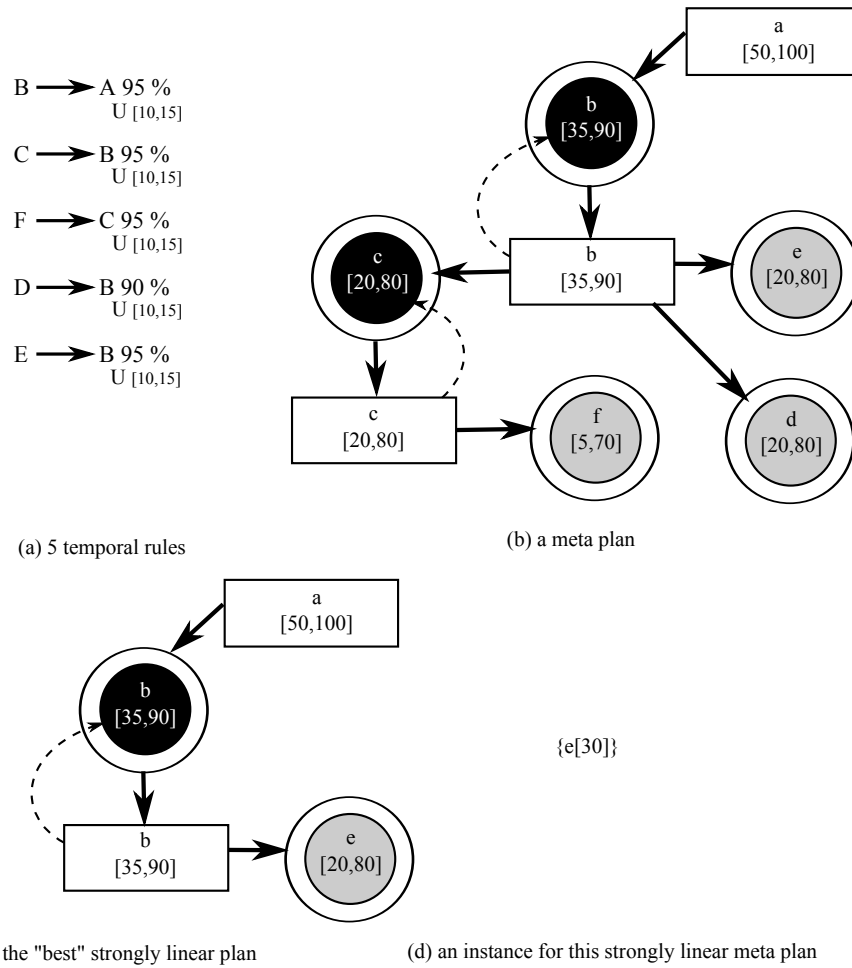 B A 95 %
U [10,15]
C B 95 %
U [10,15]
F C 95 %
U [10,15]
D B 90 %
U [10,15]
E B 95 %
U [10,15]
(a) 5 temporal rules
a
[50,100]
b
[35,90]
b
[35,90]
c
[20,80]
e
[20,80]
c
[20,80]
f
[5,70]
d
[20,80]
(b) a meta plan
a
[50,100]
b
[35,90]
b
[35,90]
e
[20,80]
the "best" strongly linear plan
{e[30]}
(d) an instance for this strongly linear meta plan